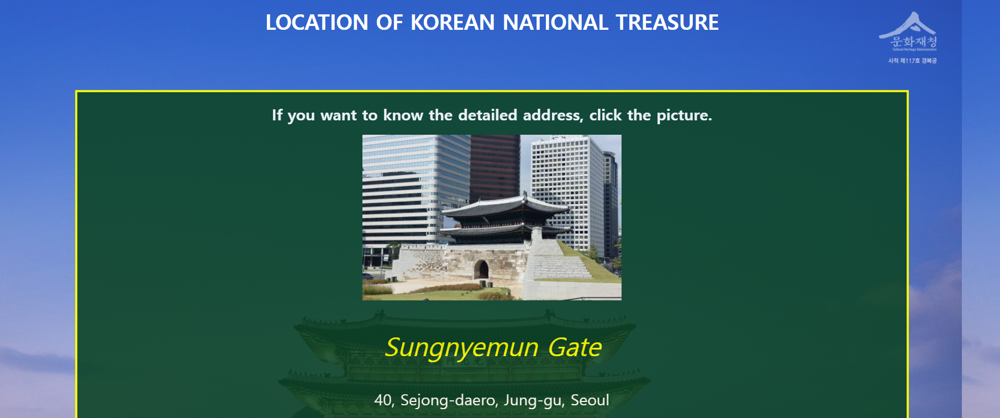 LOCATION OF KOREAN NATIONAL TREASURE
문화재청
Cultural Heritage Administration
사적 제117호 경복궁
If you want to know the detailed address, click the picture.
Sungnyemun Gate
40, Sejong-daero, Jung-gu, Seoul